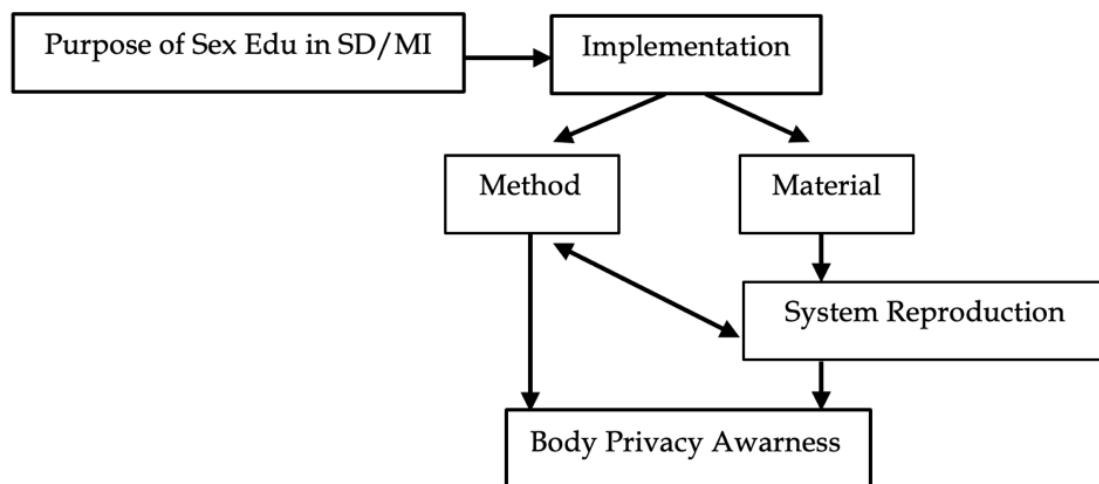 Purpose of Sex Edu in SD/MI
Implementation
Method
Material
System Reproduction
Body Privacy Awarness